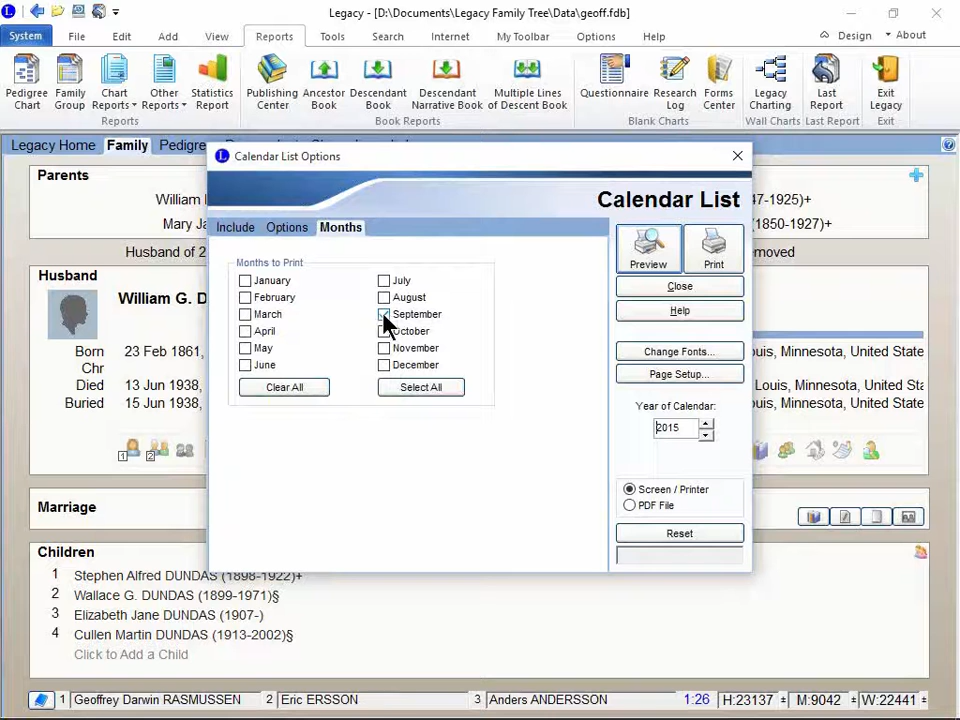 Legacy - [D:\Documents\Legacy Family Tree\Data\geoff.fdb]
System File Edit Add View Reports Tools Search Internet My Toolbar Options Help Design About
Pedigree Chart
Family Group
Chart Reports
Other Reports
Statistics Report
Publishing Center
Ancestor Book
Descendant Book
Descendant Narrative Book
Multiple Lines of Descent Book
Questionnaire
Research Log
Forms Center
Legacy Charting
Last Report
Exit Legacy
Reports Book Reports Blank Charts Wall Charts Last Report Exit
Legacy Home Family
Calendar List Options
Parents
William
47-1925)+
Mary
(1850-1927)+
Husband of 2
Husband
William G.
Born 23 Feb 1861,
Minnesota, United State
Chr
Died 13 Jun 1938,
Louis, Minnesota, United State
Buried 15 Jun 1938,
Louis, Minnesota, United State
1 2
Calendar List
Include Options Months
Months to Print
January July
February August
March September
April October
May November
June December
Clear All Select All
Preview Print
Close
Help
Change Fonts...
Page Setup...
Year of Calendar:
2015
Screen / Printer
PDF File
Reset
Marriage
Children
1 Stephen Alfred DUNDAS (1898-1922)+
2 Wallace G. DUNDAS (1899-1971)§
3 Elizabeth Jane DUNDAS (1907-)
4 Cullen Martin DUNDAS (1913-2002)§
Click to Add a Child
1 Geoffrey Darwin RASMUSSEN 2 Eric ERSSON 3 Anders ANDERSSON 1:26 H:23137 M:9042 W:22441